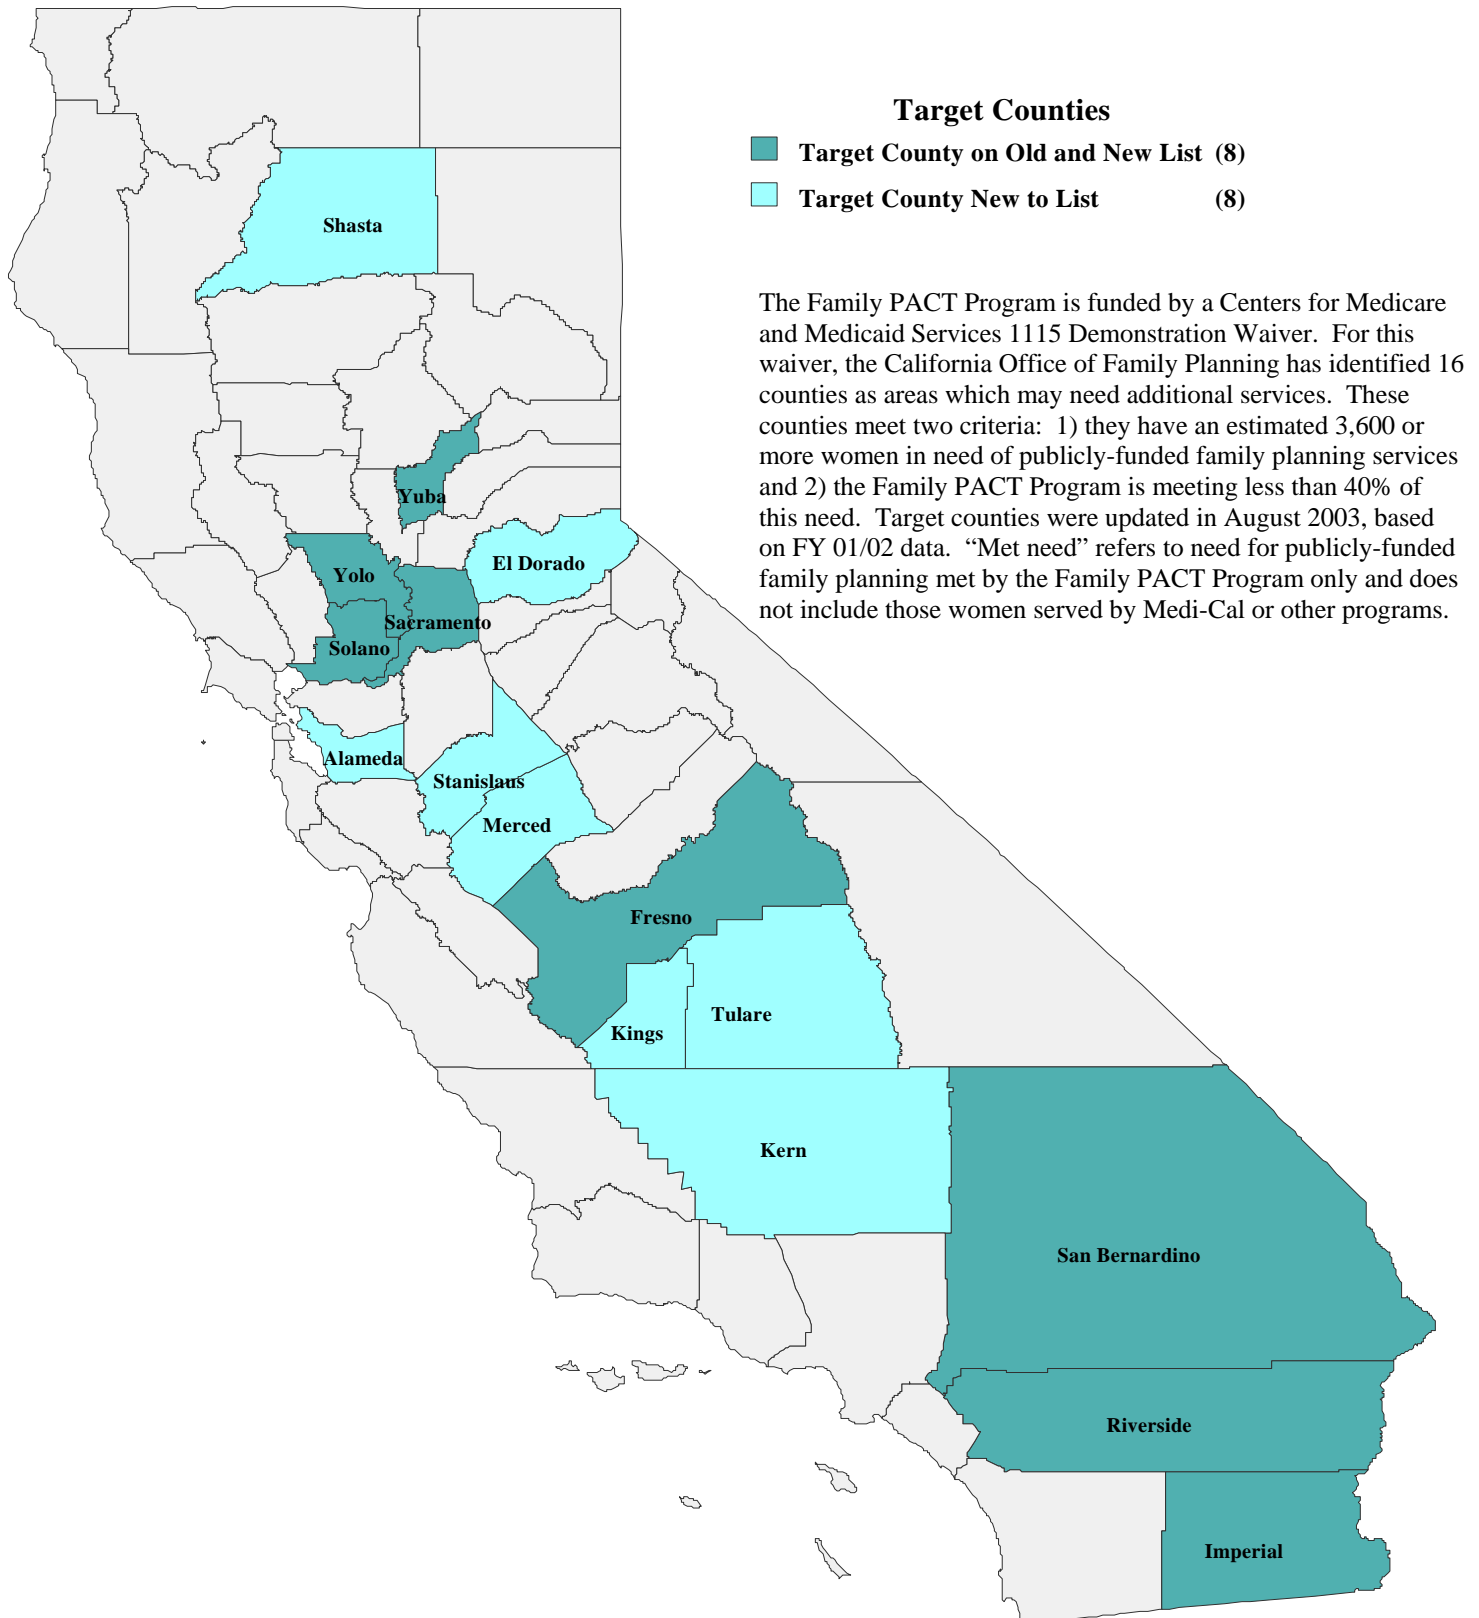 Target Counties
Target County on Old and New List (8)
Target County New to List (8)
The Family PACT Program is funded by a Centers for Medicare
and Medicaid Services 1115 Demonstration Waiver. For this
waiver, the California Office of Family Planning has identified 16
counties as areas which may need additional services. These
counties meet two criteria: 1) they have an estimated 3,600 or
more women in need of publicly-funded family planning services
and 2) the Family PACT Program is meeting less than 40% of
this need. Target counties were updated in August 2003, based
on FY 01/02 data. “Met need” refers to need for publicly-funded
family planning met by the Family PACT Program only and does
not include those women served by Medi-Cal or other programs.
Shasta
Yuba
El Dorado
Yolo
Sacramento
Solano
Alameda
Stanislaus
Merced
Fresno
Tulare
Kings
Kern
San Bernardino
Riverside
Imperial